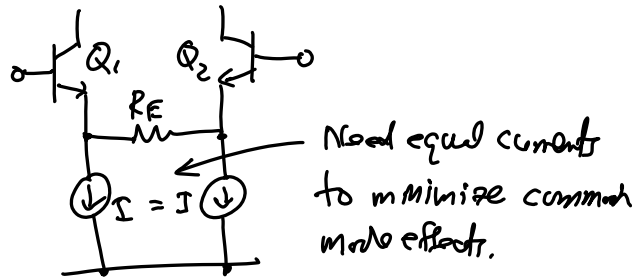 Q1 Q2
RE
I = I
Need equal currents
to minimize common
mode effects.